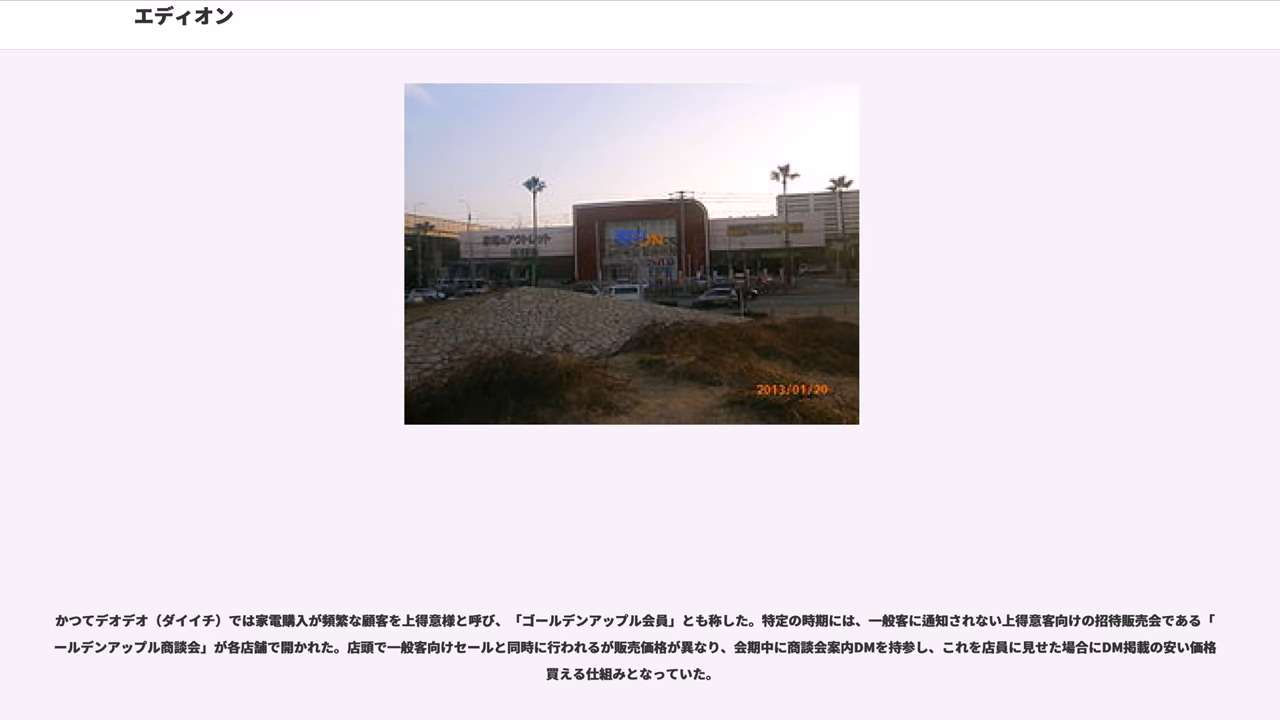 エディオン
アウトレット
2013/01/20
かつてデオデオ（ダイイチ）では家電購入が頻繁な顧客を上得意様と呼び、「ゴールデンアップル会員」とも称した。特定の時期には、一般客に通知されない上得意客向けの招待販売会である「
ールデンアップル商談会」が各店舗で開かれた。店頭で一般客向けセールと同時に行われるが販売価格が異なり、会期中に商談会案内DMを持参し、これを店員に見せた場合にDM掲載の安い価格
買える仕組みとなっていた。